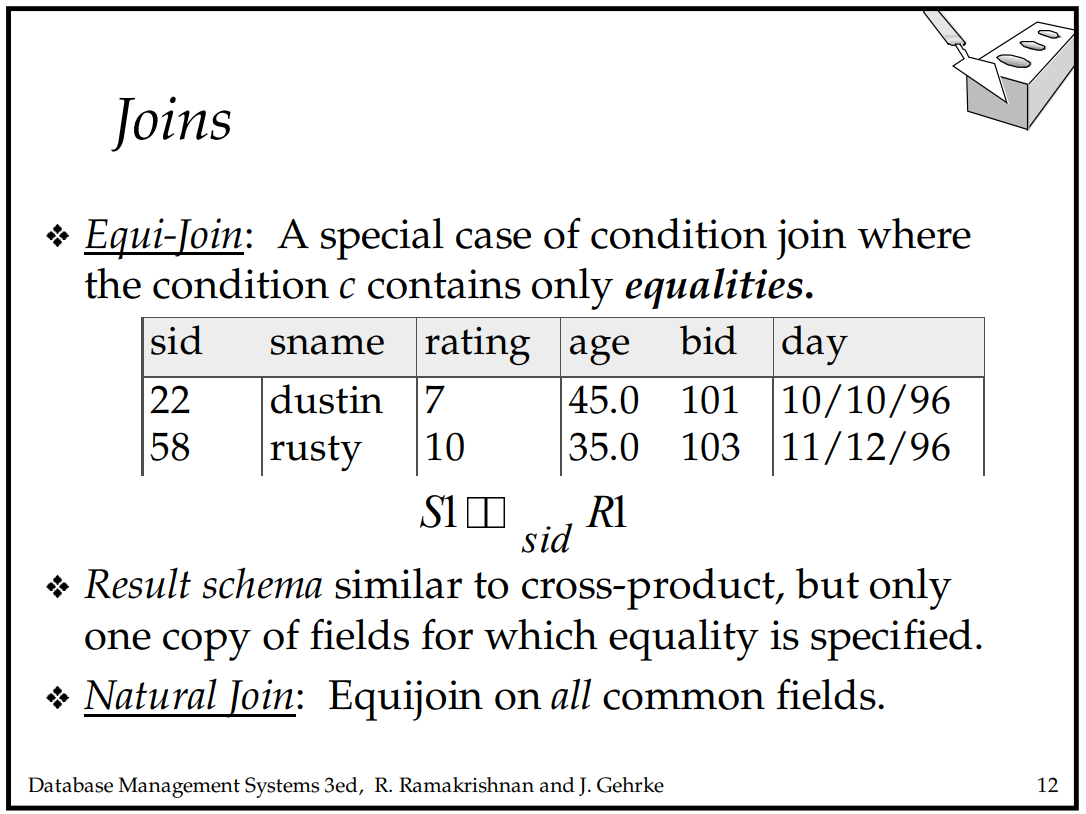 Joins
❖ Equi-Join: A special case of condition join where
the condition c contains only equalities.
sid sname rating age bid day
22 dustin 7 45.0 101 10/10/96
58 rusty 10 35.0 103 11/12/96
S1 □□ sid R1
❖ Result schema similar to cross-product, but only
one copy of fields for which equality is specified.
❖ Natural Join: Equijoin on all common fields.
Database Management Systems 3ed, R. Ramakrishnan and J. Gehrke 12